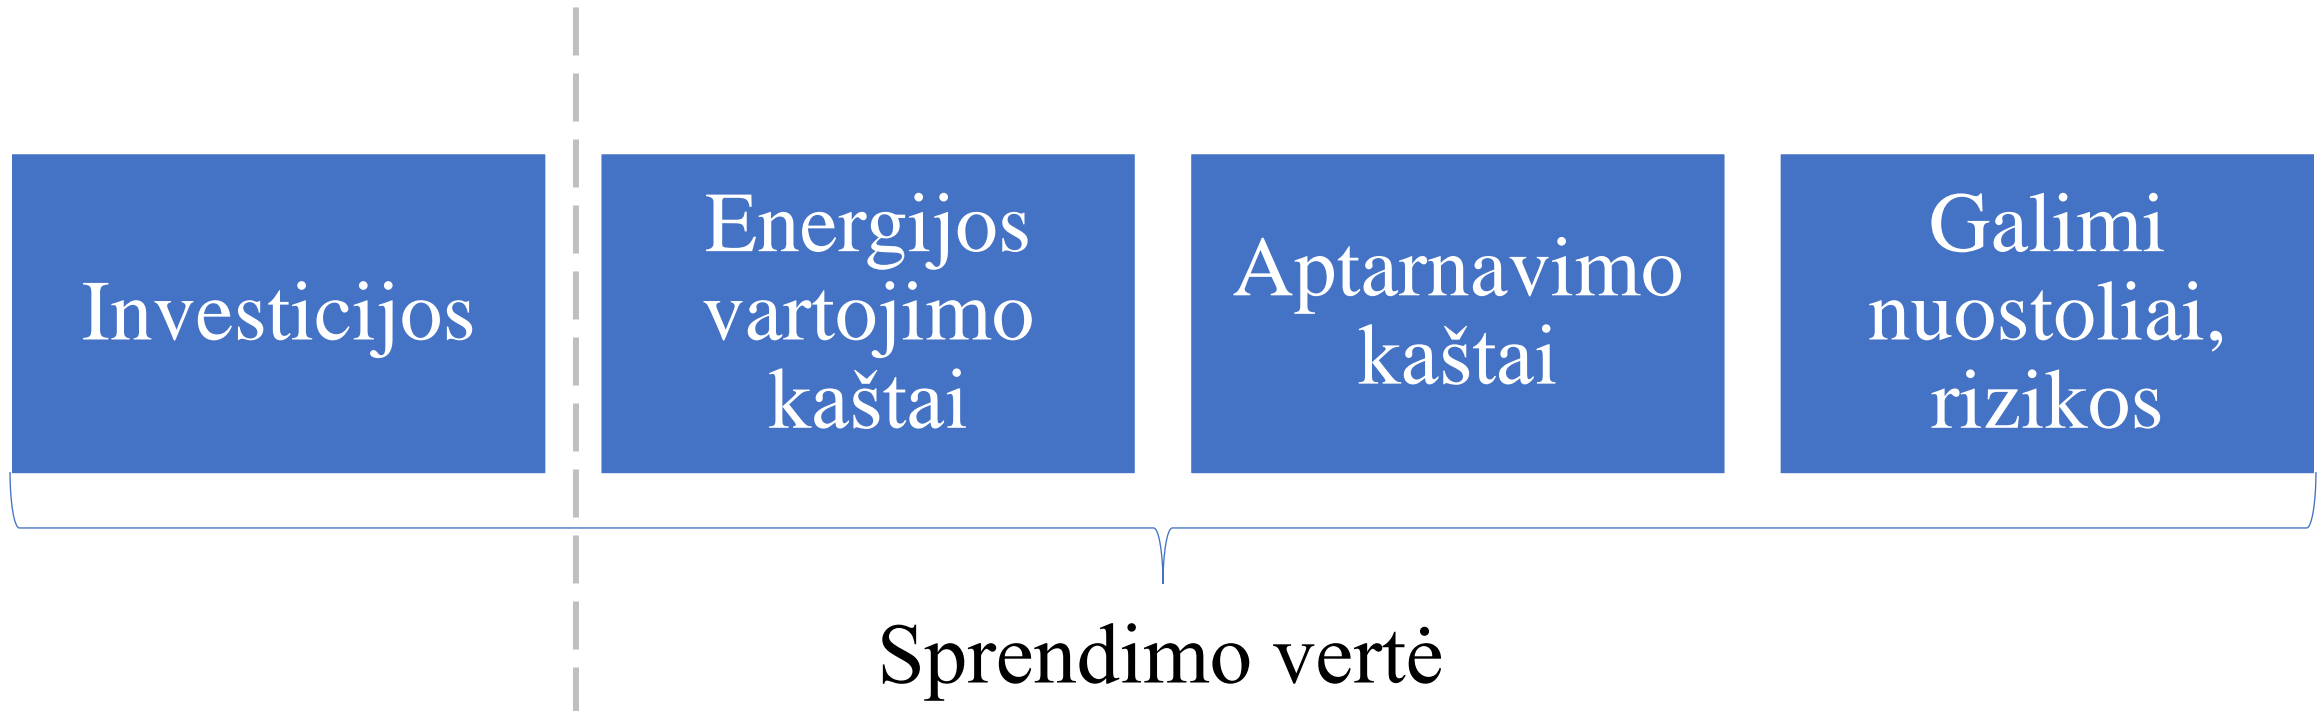 Investicijos
Energijos
vartojimo
kaštai
Aptarnavimo
kaštai
Galimi
nuostoliai,
rizikos
Sprendimo vertė